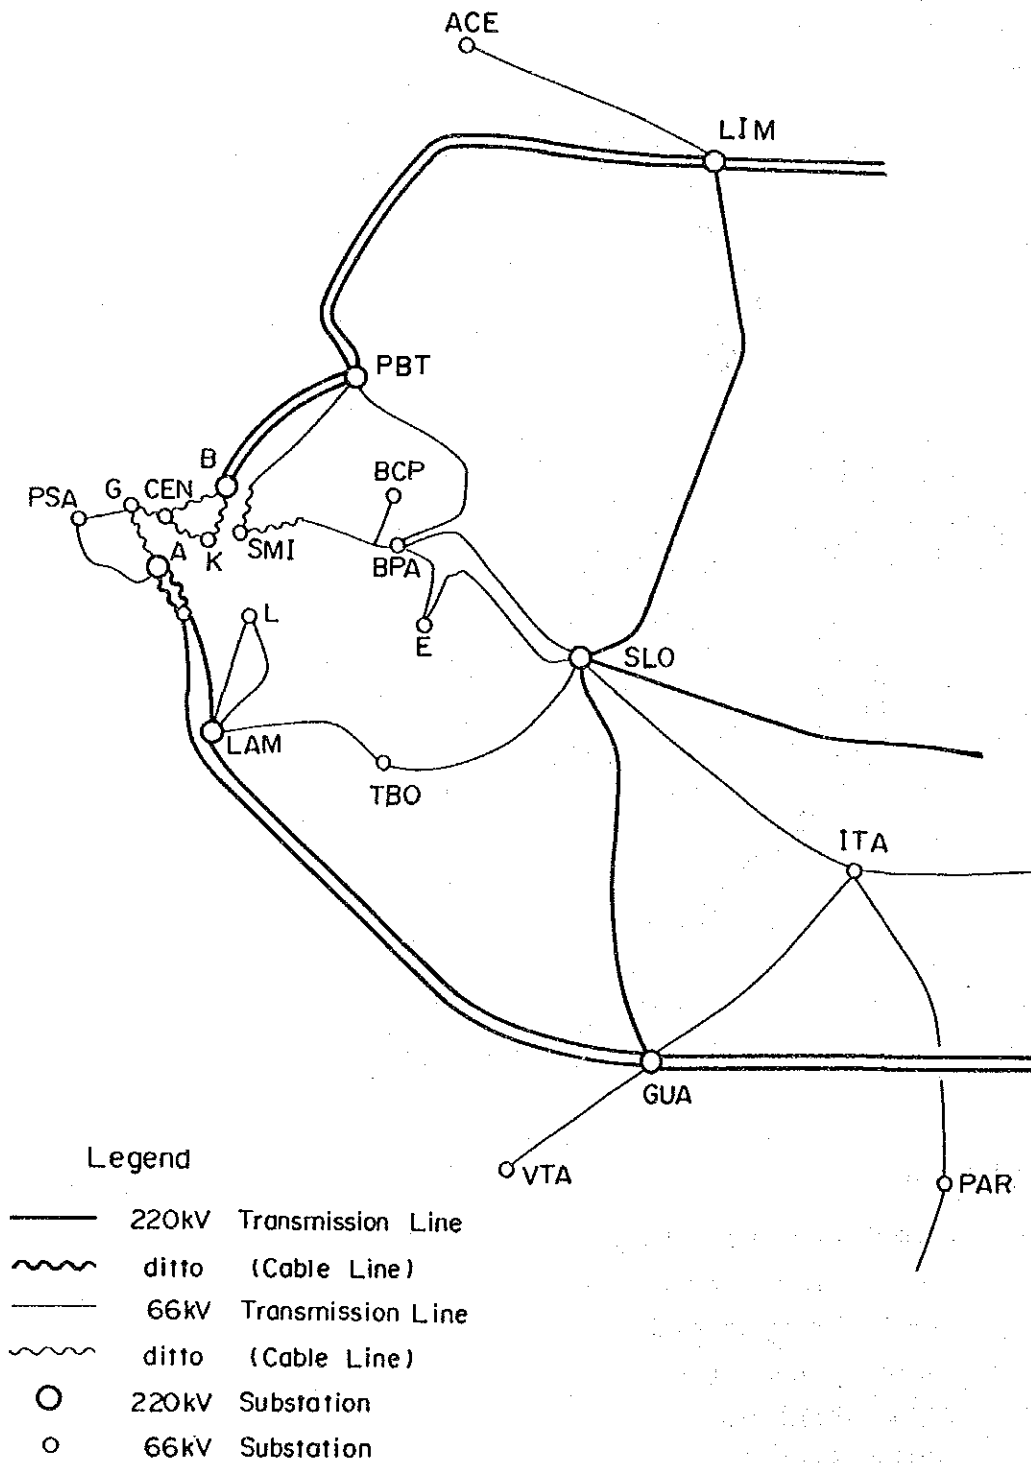 ACE
LIM
PBT
B
BCP
G
CEN
PSA
A
K
SMI
BPA
L
E
SLO
LAM
TBO
ITA
GUA
VTA
PAR
Legend
220kV Transmission Line
ditto (Cable Line)
66kV Transmission Line
ditto (Cable Line)
220kV Substation
66kV Substation